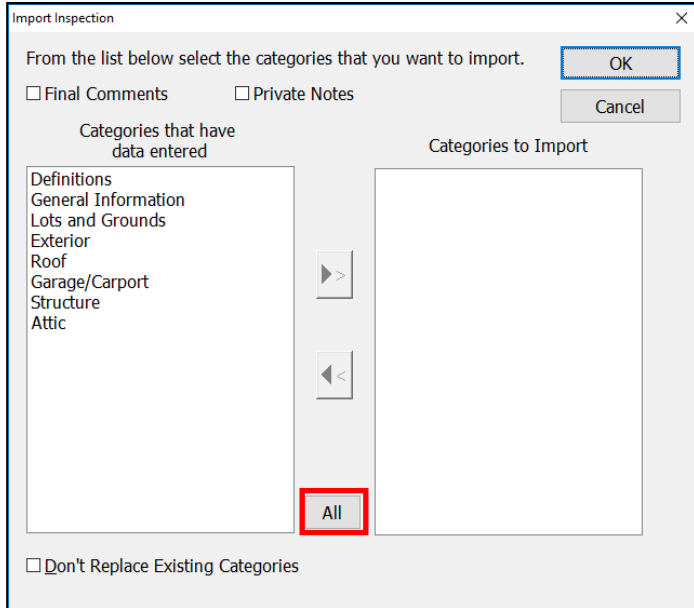 Import Inspection
From the list below select the categories that you want to import.
OK
Final Comments
Private Notes
Cancel
Categories that have
data entered
Categories to Import
Definitions
General Information
Lots and Grounds
Exterior
Roof
Garage/Carport
Structure
Attic
>
<
All
Don't Replace Existing Categories